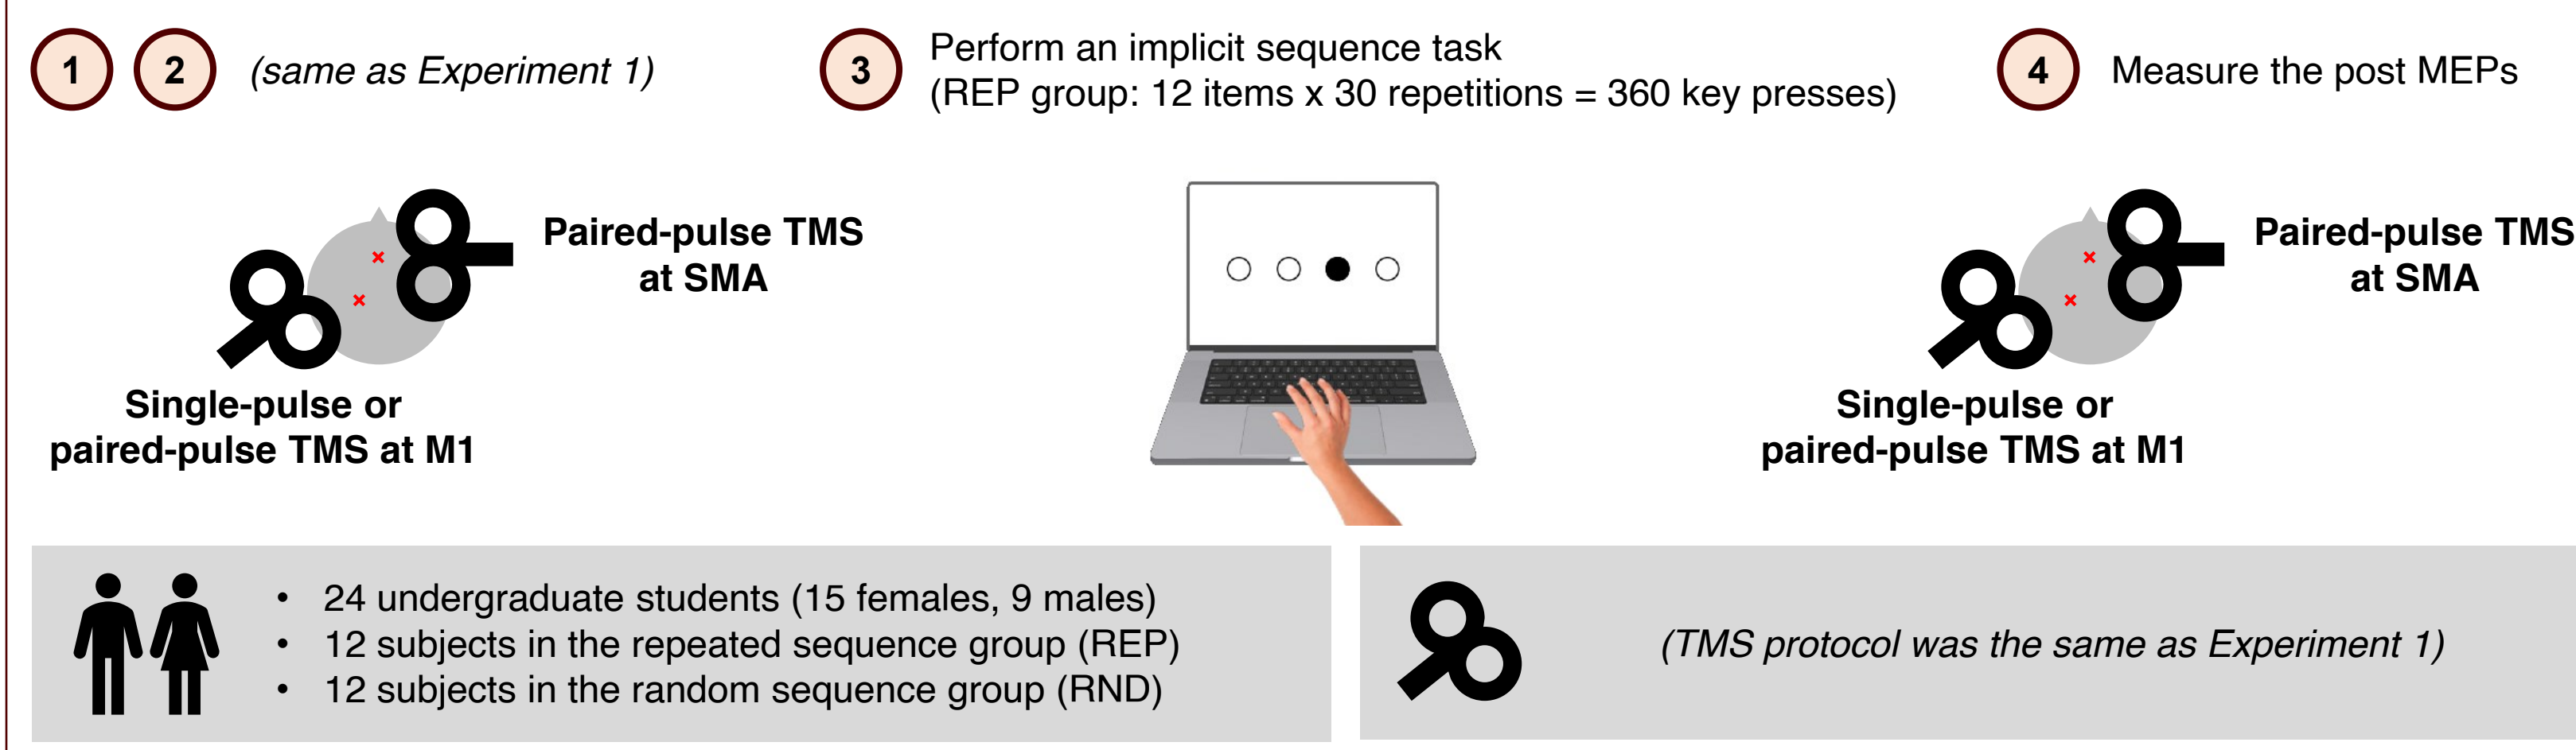 1 2 (same as Experiment 1)
3 Perform an implicit sequence task
(REP group: 12 items x 30 repetitions = 360 key presses)
4 Measure the post MEPs
Paired-pulse TMS
at SMA
Single-pulse or
paired-pulse TMS at M1
Paired-pulse TMS
at SMA
Single-pulse or
paired-pulse TMS at M1
• 24 undergraduate students (15 females, 9 males)
• 12 subjects in the repeated sequence group (REP)
• 12 subjects in the random sequence group (RND)
(TMS protocol was the same as Experiment 1)